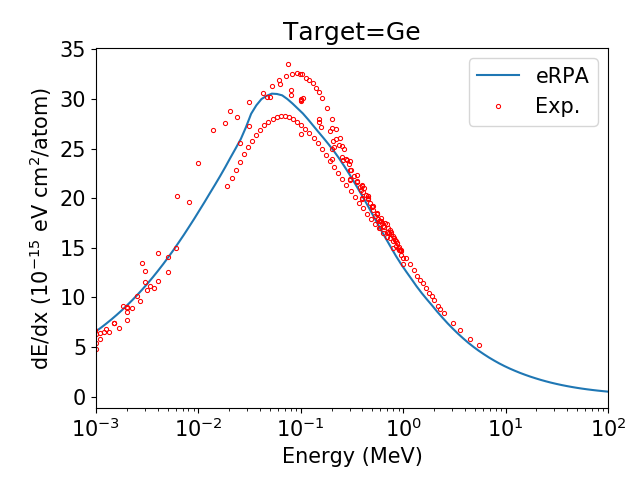 Target=Ge
dE/dx (10⁻¹⁵ eV cm²/atom)
35
30
25
20
15
10
5
0
eRPA
Exp.
10⁻³ 10⁻² 10⁻¹ 10⁰ 10¹ 10²
Energy (MeV)